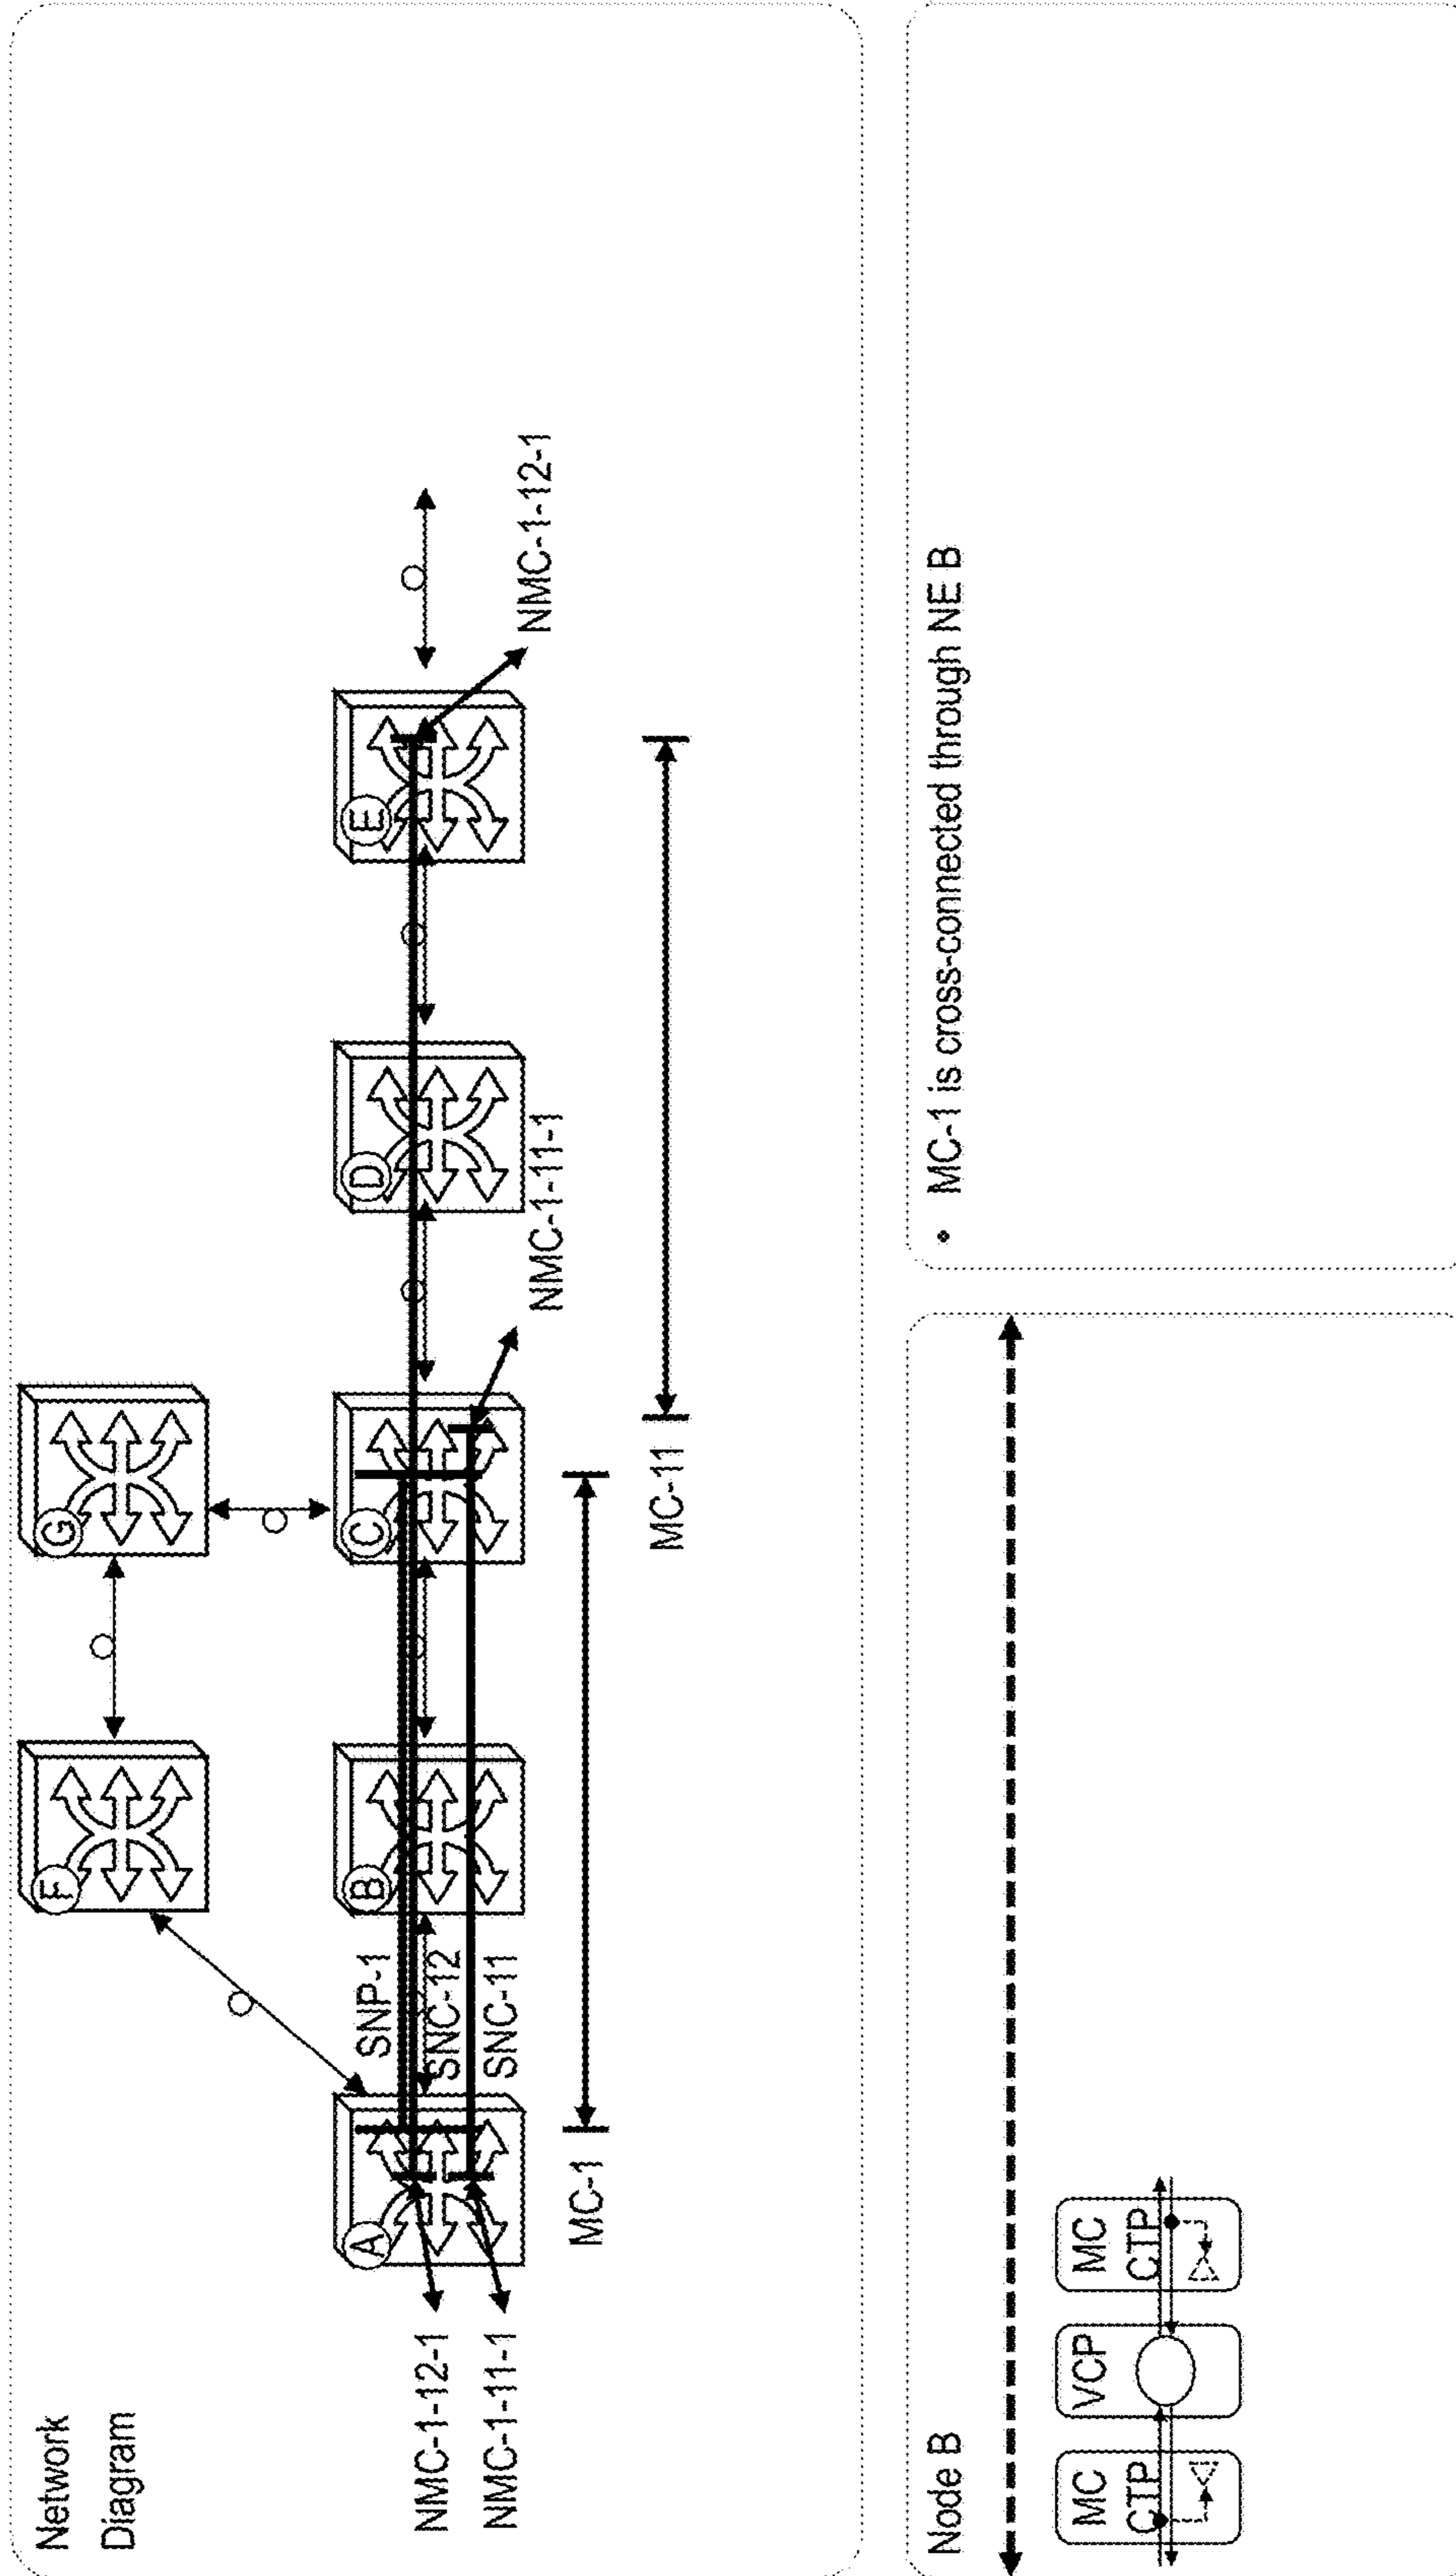 Network
Diagram
F
G
A
B
C
D
E
SNP-1
SNC-12
SNC-11
NMC-1-12-1
NMC-1-11-1
NMC-1-11-1
NMC-1-12-1
MC-1
MC-11
Node B
MC
CTP
VCP
MC
CTP
• MC-1 is cross-connected through NE B